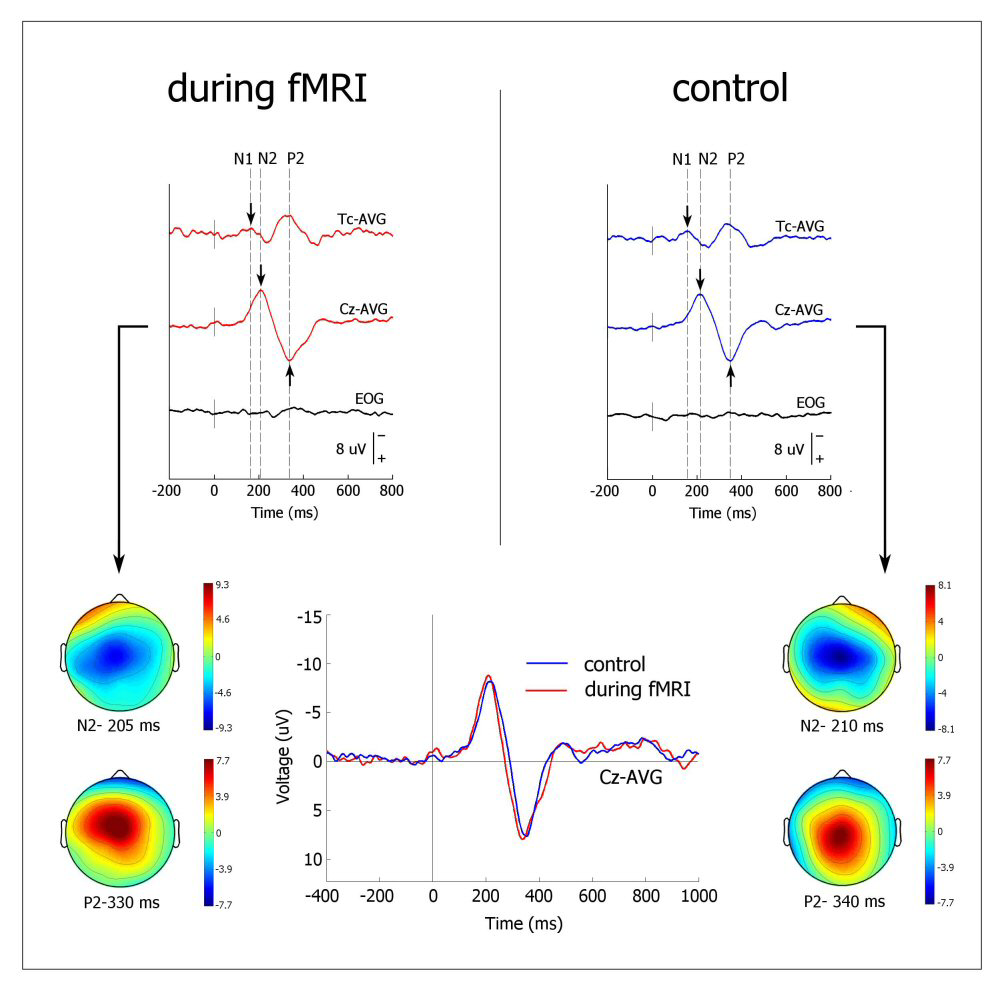 during fMRI
control
N1 N2 P2
N1 N2 P2
Tc-AVG
Cz-AVG
EOG
8 uV
−
+
-200 0 200 400 600 800
Time (ms)
Tc-AVG
Cz-AVG
EOG
8 uV
−
+
-200 0 200 400 600 800
Time (ms)
9.3
4.6
0
-4.6
-9.3
N2- 205 ms
7.7
3.9
0
-3.9
-7.7
P2-330 ms
-15
-10
-5
0
5
10
Voltage (uV)
control
during fMRI
Cz-AVG
-400 -200 0 200 400 600 800 1000
Time (ms)
8.1
4
0
-4
-8.1
N2- 210 ms
7.7
3.9
0
-3.9
-7.7
P2- 340 ms